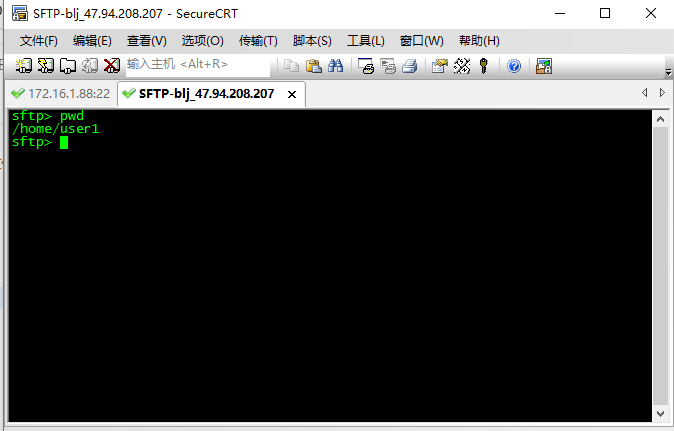 SFTP-blj_47.94.208.207 - SecureCRT
文件(F) 编辑(E) 查看(V) 选项(O) 传输(T) 脚本(S) 工具(L) 窗口(W) 帮助(H)
输入主机 <Alt+R>
172.16.1.88:22 SFTP-blj_47.94.208.207
sftp> pwd
/home/user1
sftp>